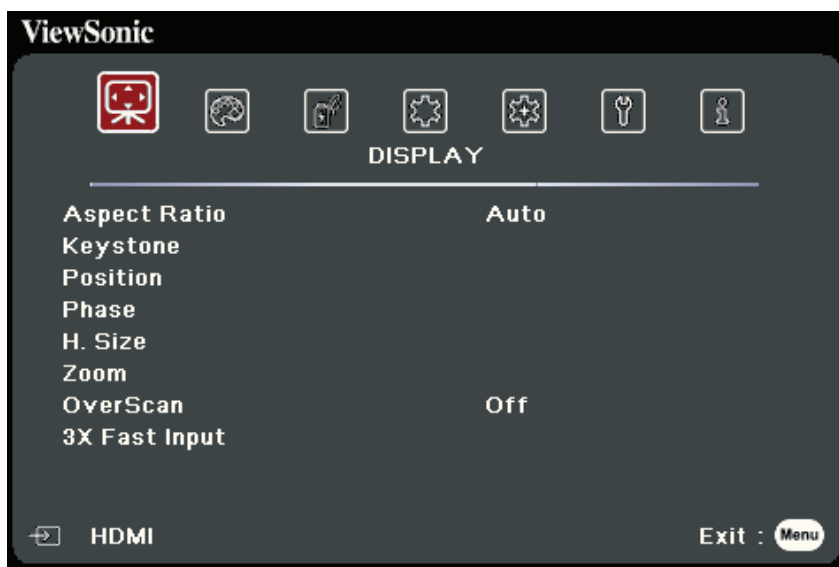 ViewSonic
DISPLAY
Aspect Ratio Auto
Keystone
Position
Phase
H. Size
Zoom
OverScan Off
3X Fast Input
HDMI Exit : Menu